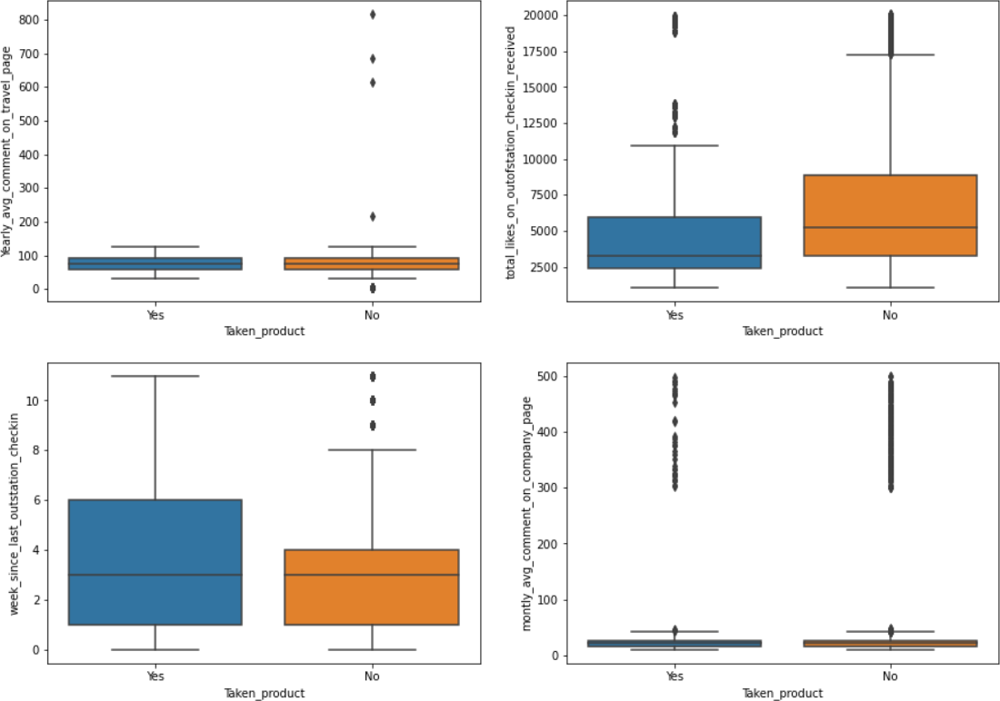 Yearly_avg_comment_on_travel_page
800
700
600
500
400
300
200
100
0
Yes
No
Taken_product
total_likes_on_outofstation_checkin_received
20000
17500
15000
12500
10000
7500
5000
2500
Yes
No
Taken_product
week_since_last_outstation_checkin
10
8
6
4
2
0
Yes
No
Taken_product
montly_avg_comment_on_company_page
500
400
300
200
100
0
Yes
No
Taken_product